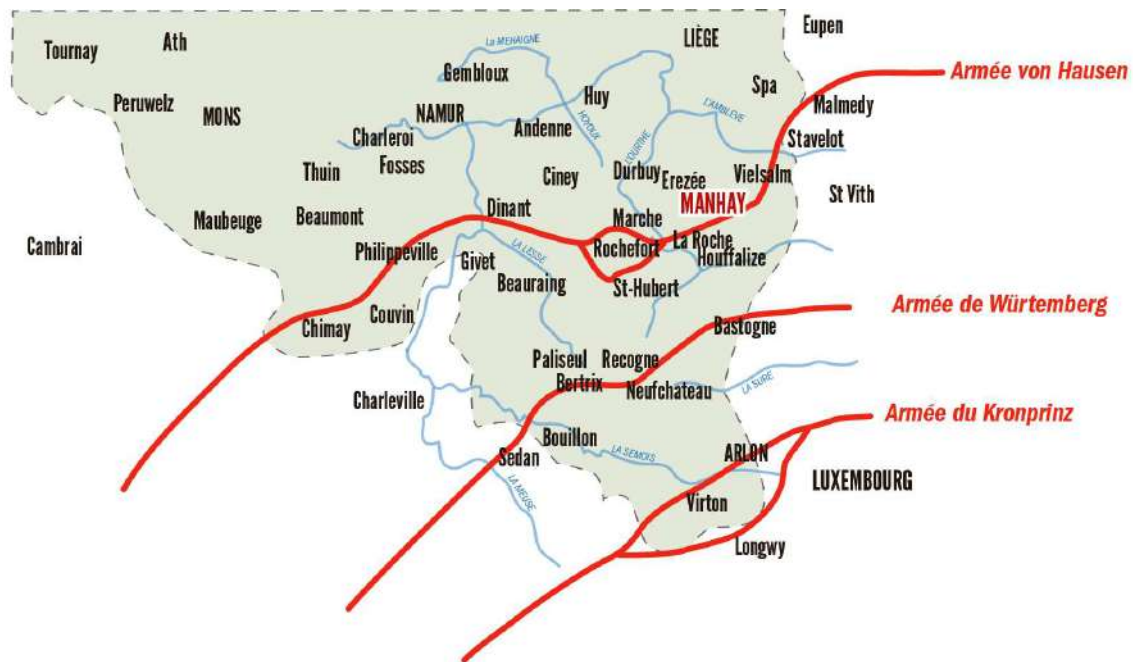 Eupen
Ath
LIÈGE
Tournay
La MEHAIGNE
Armée von Hausen
Gembloux
Spa
Huy
Malmedy
Peruwelz
MONS
NAMUR
L'AMBLÈVE
HOYOUX
Andenne
Charleroi
Stavelot
L'OURTHE
Fosses
Thuin
Ciney
Durbuy
Erezée
Vielsalm
St Vith
MANHAY
Dinant
Maubeuge
Beaumont
Marche
Cambrai
Philippeville
LA LESSE
Rochefort
La Roche
Houffalize
Givet
Beauraing
St-Hubert
Armée de Würtemberg
Couvin
Chimay
Bastogne
Paliseul
Recogne
Bertrix
Neufchateau
LA SURE
Charleville
Armée du Kronprinz
Bouillon
LA SEMOIS
ARLON
Sedan
LUXEMBOURG
LA MEUSE
Virton
Longwy